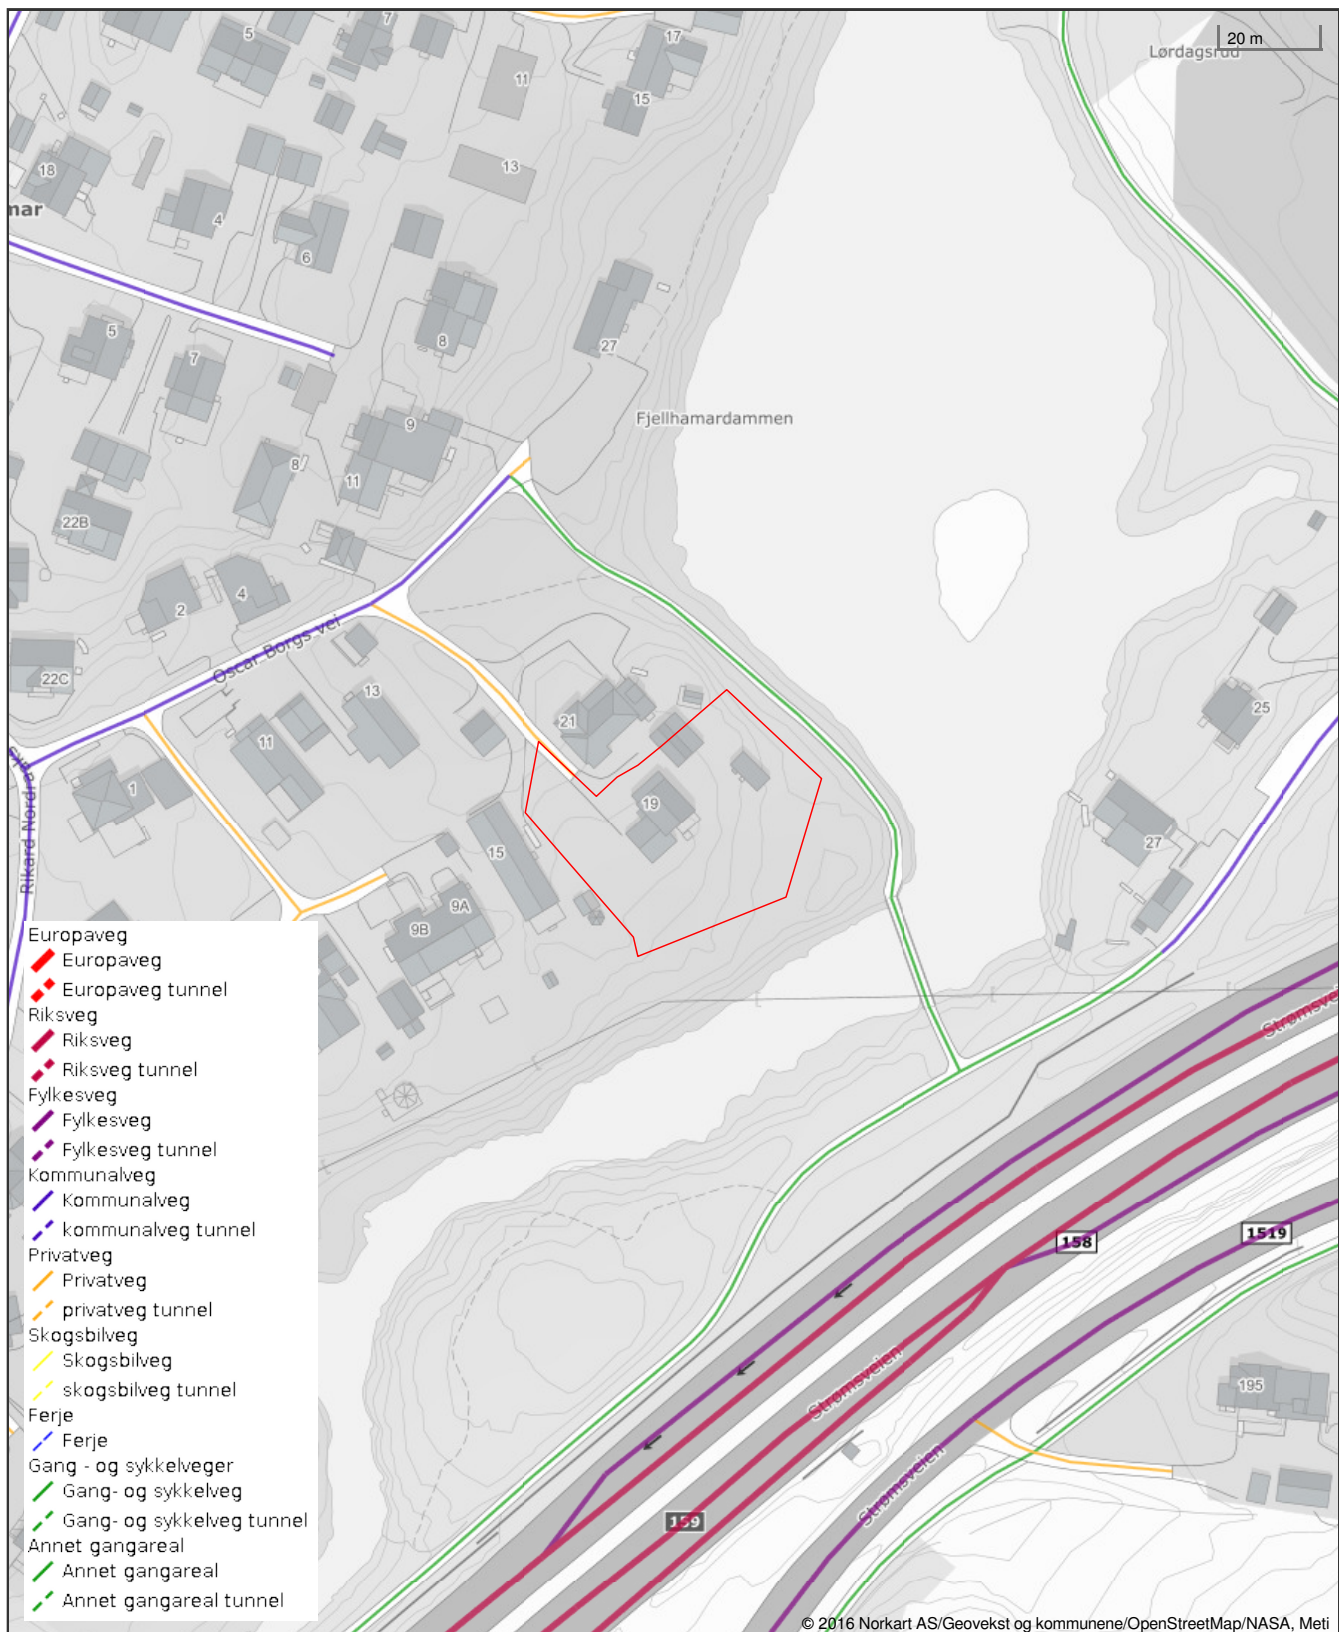 20 m
Lørdagsrud
5
7
17
11
15
18
13
mar
4
6
5
8
27
7
Fjellhamardammen
9
8
11
22B
2
4
Oscar Borgs vei
22C
13
21
25
11
1
19
27
15
Rikard Nord
9A
9B
Europaveg
Europaveg
Europaveg tunnel
Riksveg
Riksveg
Riksveg tunnel
Fylkesveg
Fylkesveg
Fylkesveg tunnel
Kommunalveg
Kommunalveg
kommunalveg tunnel
Privatveg
Privatveg
privatveg tunnel
Skogsbilveg
Skogsbilveg
skogsbilveg tunnel
Ferje
Ferje
Gang - og sykkelveger
Gang- og sykkelveg
Gang- og sykkelveg tunnel
Annet gangareal
Annet gangareal
Annet gangareal tunnel
Strømsvei
158
1519
Strømsveien
195
Strømsveien
159
© 2016 Norkart AS/Geovekst og kommunene/OpenStreetMap/NASA, Meti